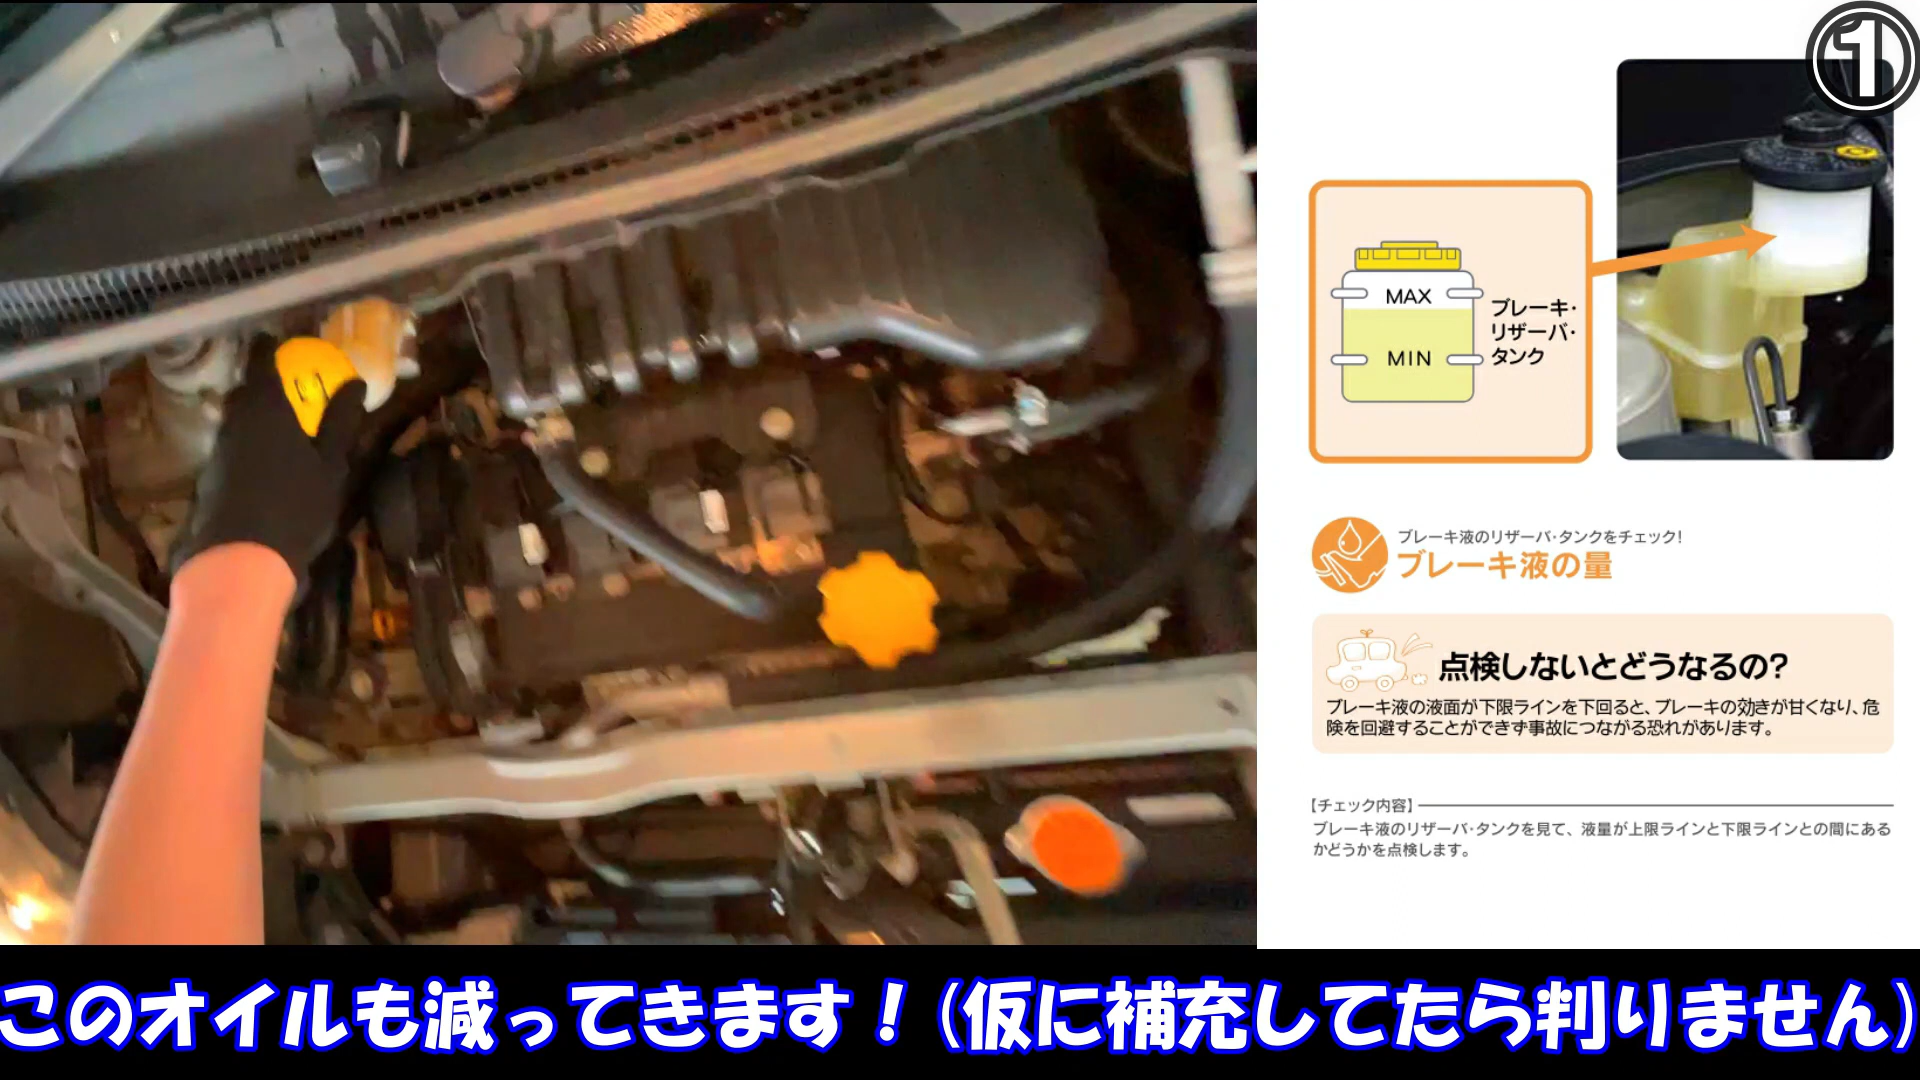 1
MAX
MIN
ブレーキ・
リザーバ・
タンク
ブレーキ液のリザーバ・タンクをチェック!
ブレーキ液の量
点検しないとどうなるの?
ブレーキ液の液面が下限ラインを下回ると、ブレーキの効きが甘くなり、危
険を回避することができず事故につながる恐れがあります。
【チェック内容】
ブレーキ液のリザーバ・タンクを見て、液量が上限ラインと下限ラインとの間にある
かどうかを点検します。
このオイルも減ってきます！(仮に補充してたら判りません)